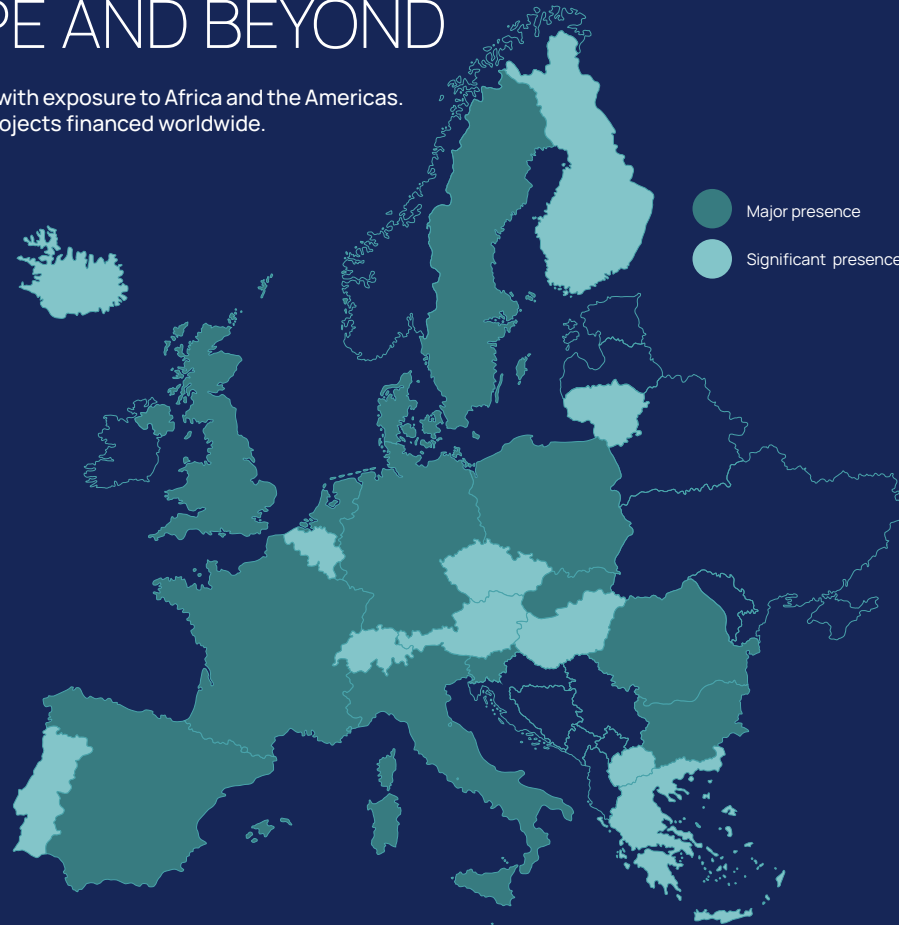 PE AND BEYOND
with exposure to Africa and the Americas.
ojects financed worldwide.
Major presence
Significant presence